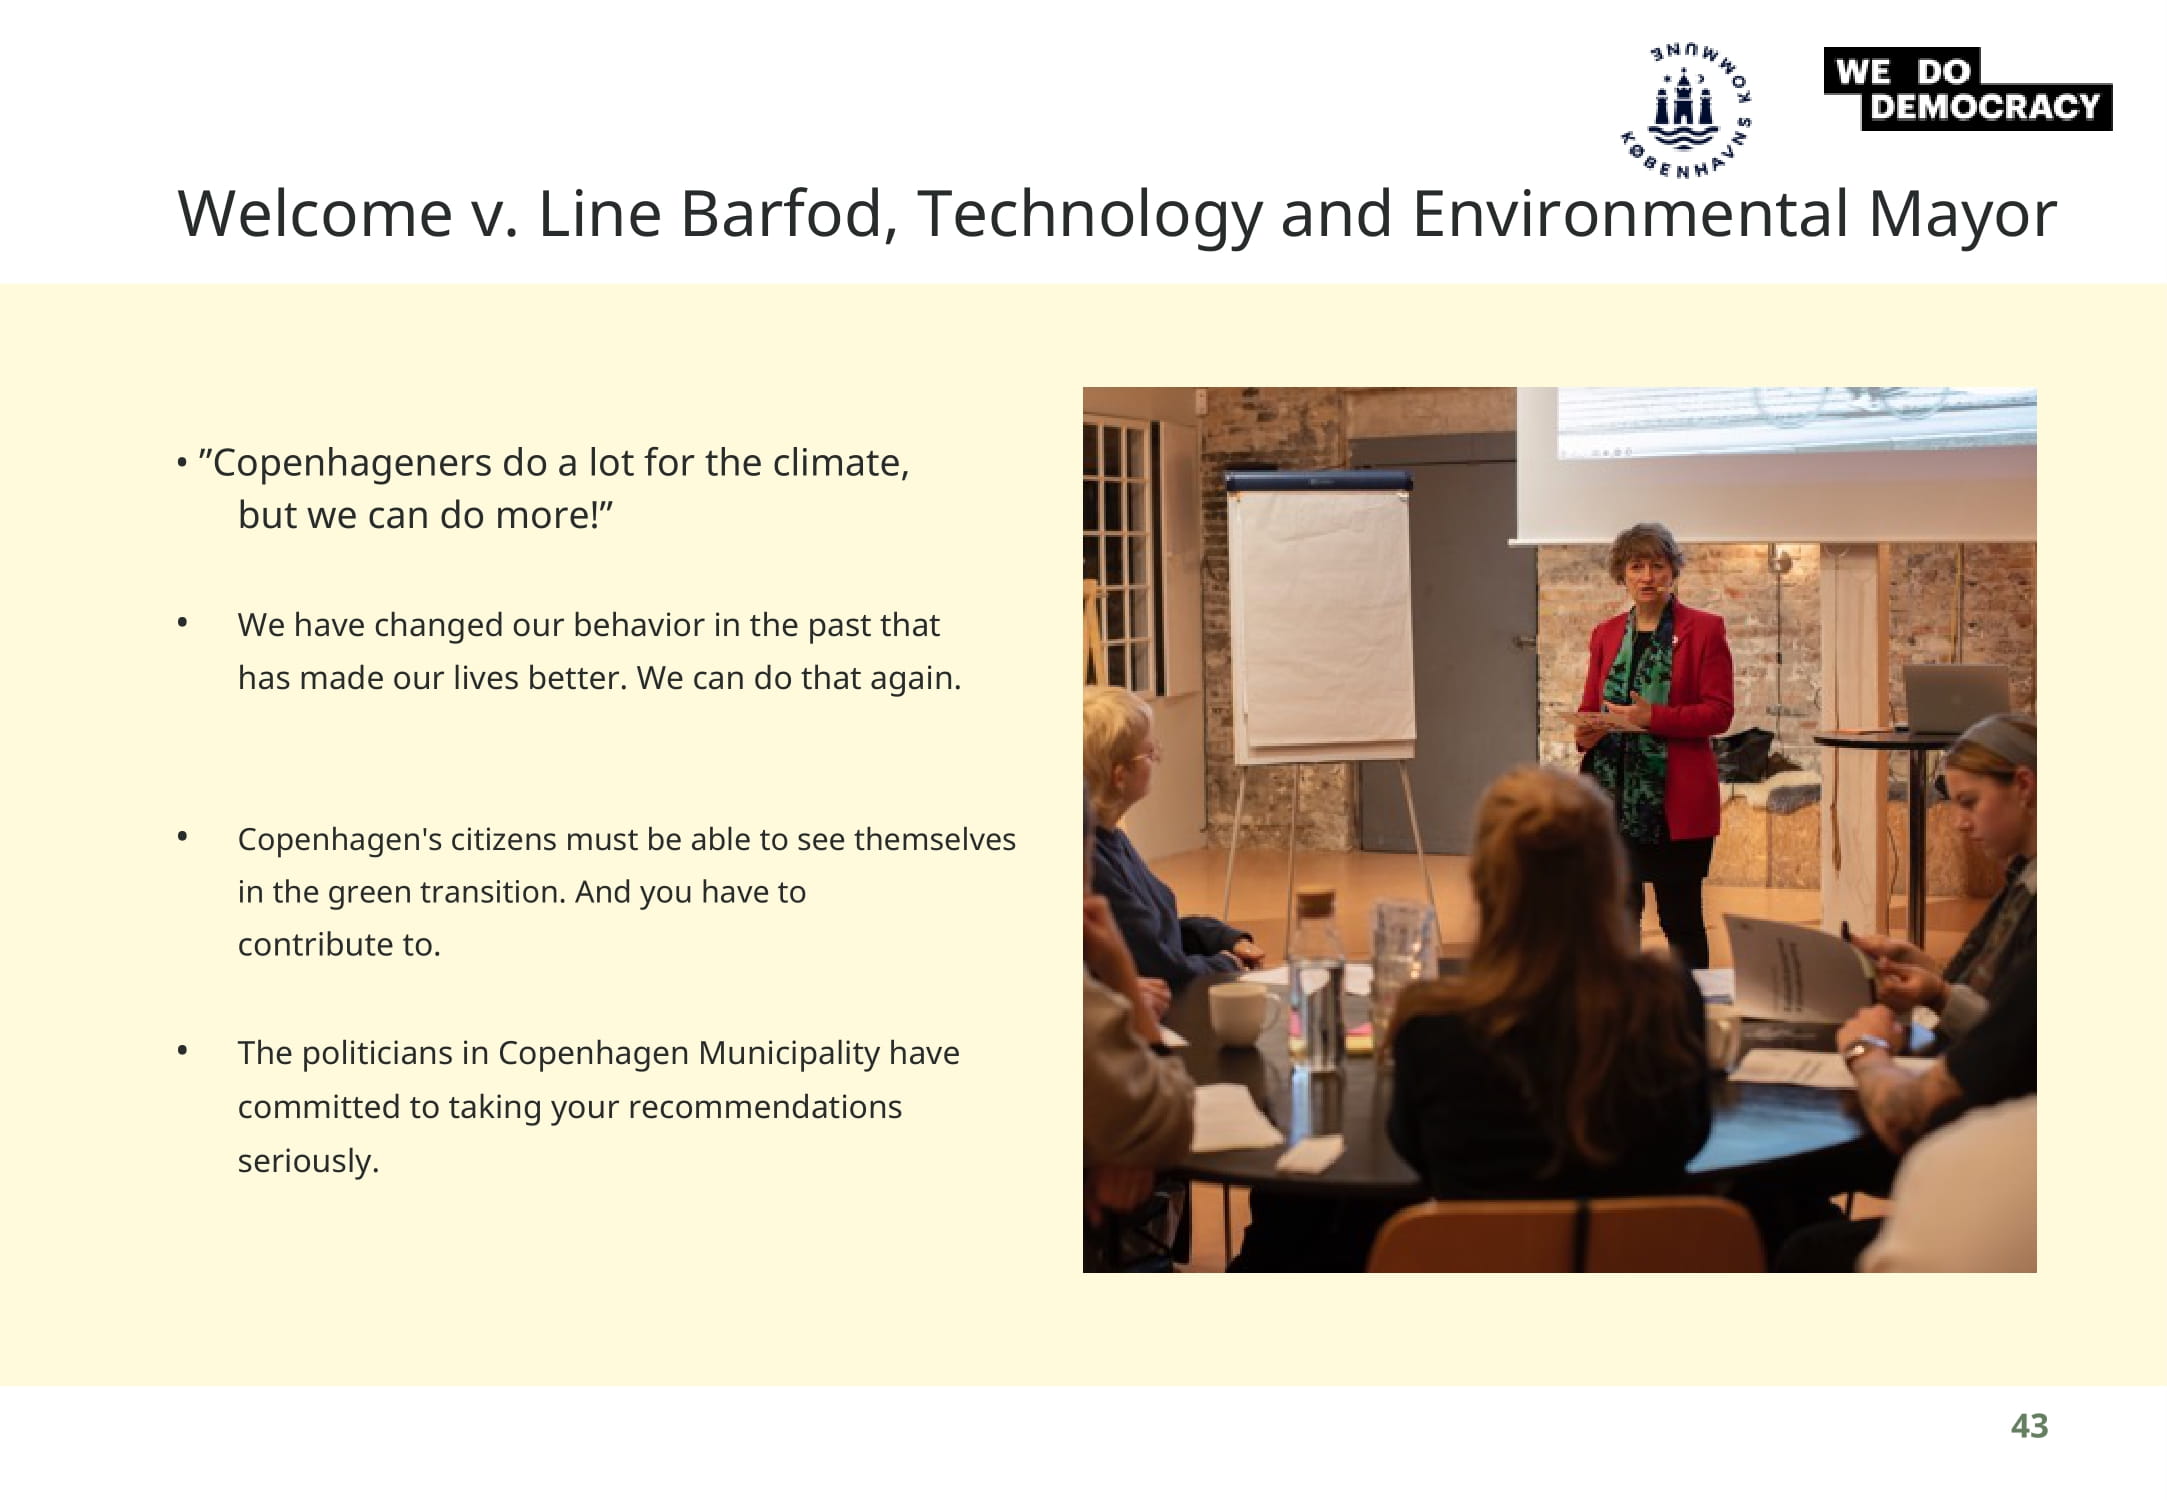 KØBENHAVNS KOMMUNE
WE DO
DEMOCRACY
Welcome v. Line Barfod, Technology and Environmental Mayor
• ”Copenhageners do a lot for the climate,
but we can do more!”
• We have changed our behavior in the past that
has made our lives better. We can do that again.
• Copenhagen's citizens must be able to see themselves
in the green transition. And you have to
contribute to.
• The politicians in Copenhagen Municipality have
committed to taking your recommendations
seriously.
43